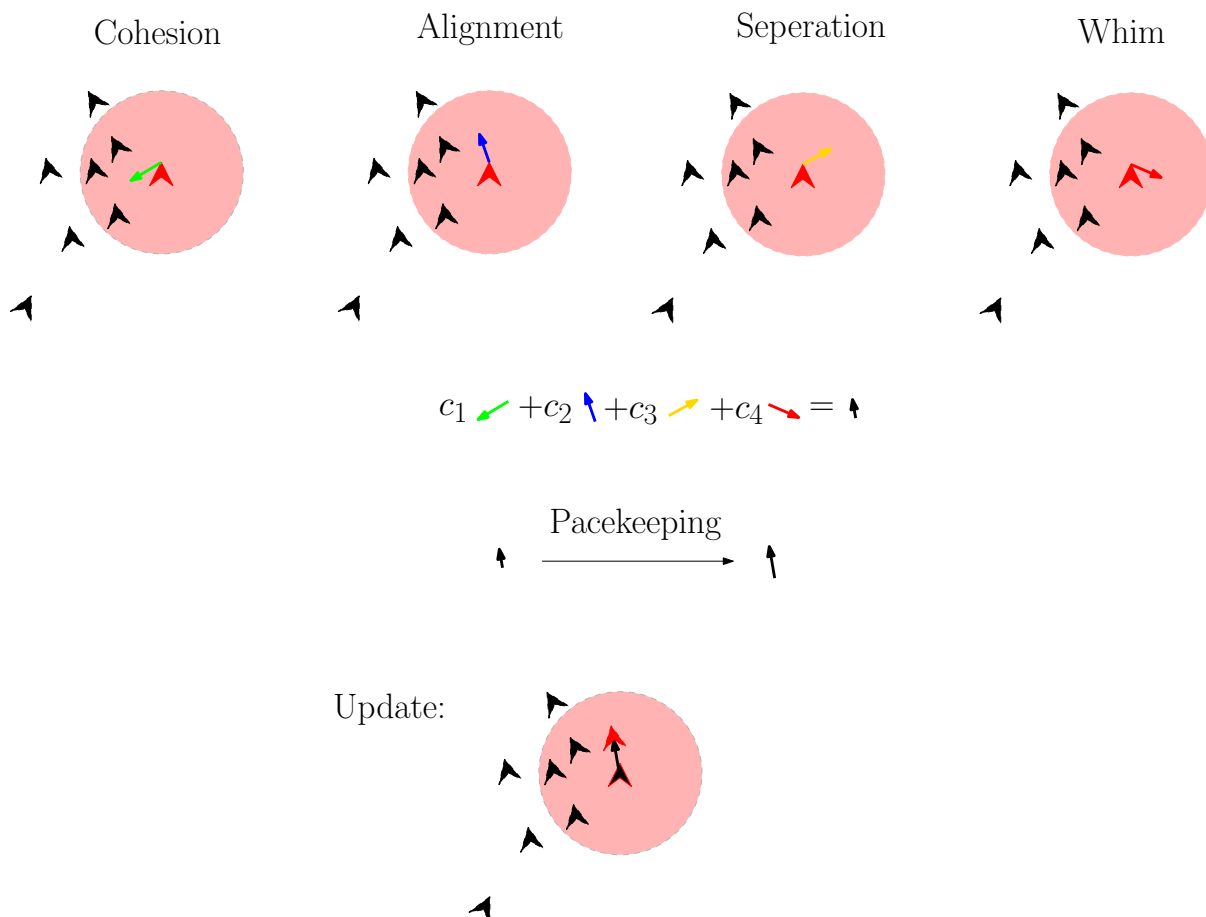 Cohesion Alignment Seperation Whim
c1 +c2 +c3 +c4 =
Pacekeeping
Update: